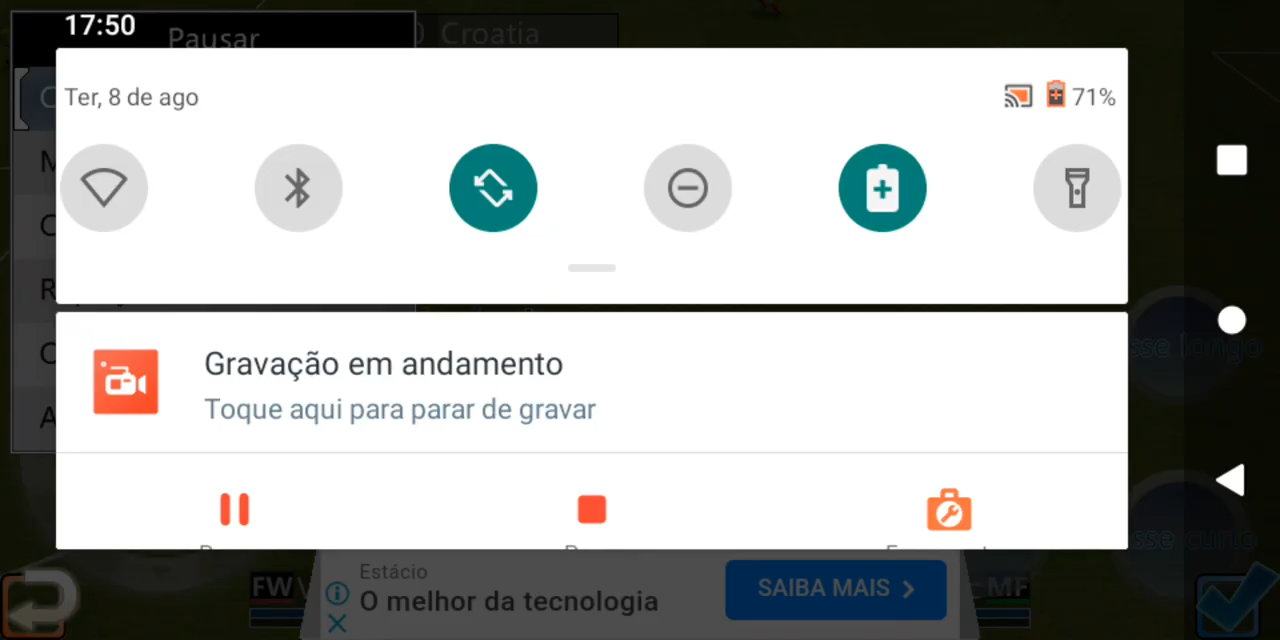 17:50
Pausar
Croatia
Ter, 8 de ago
71%
Gravação em andamento
Toque aqui para parar de gravar
Estácio
O melhor da tecnologia
SAIBA MAIS
FW
MF